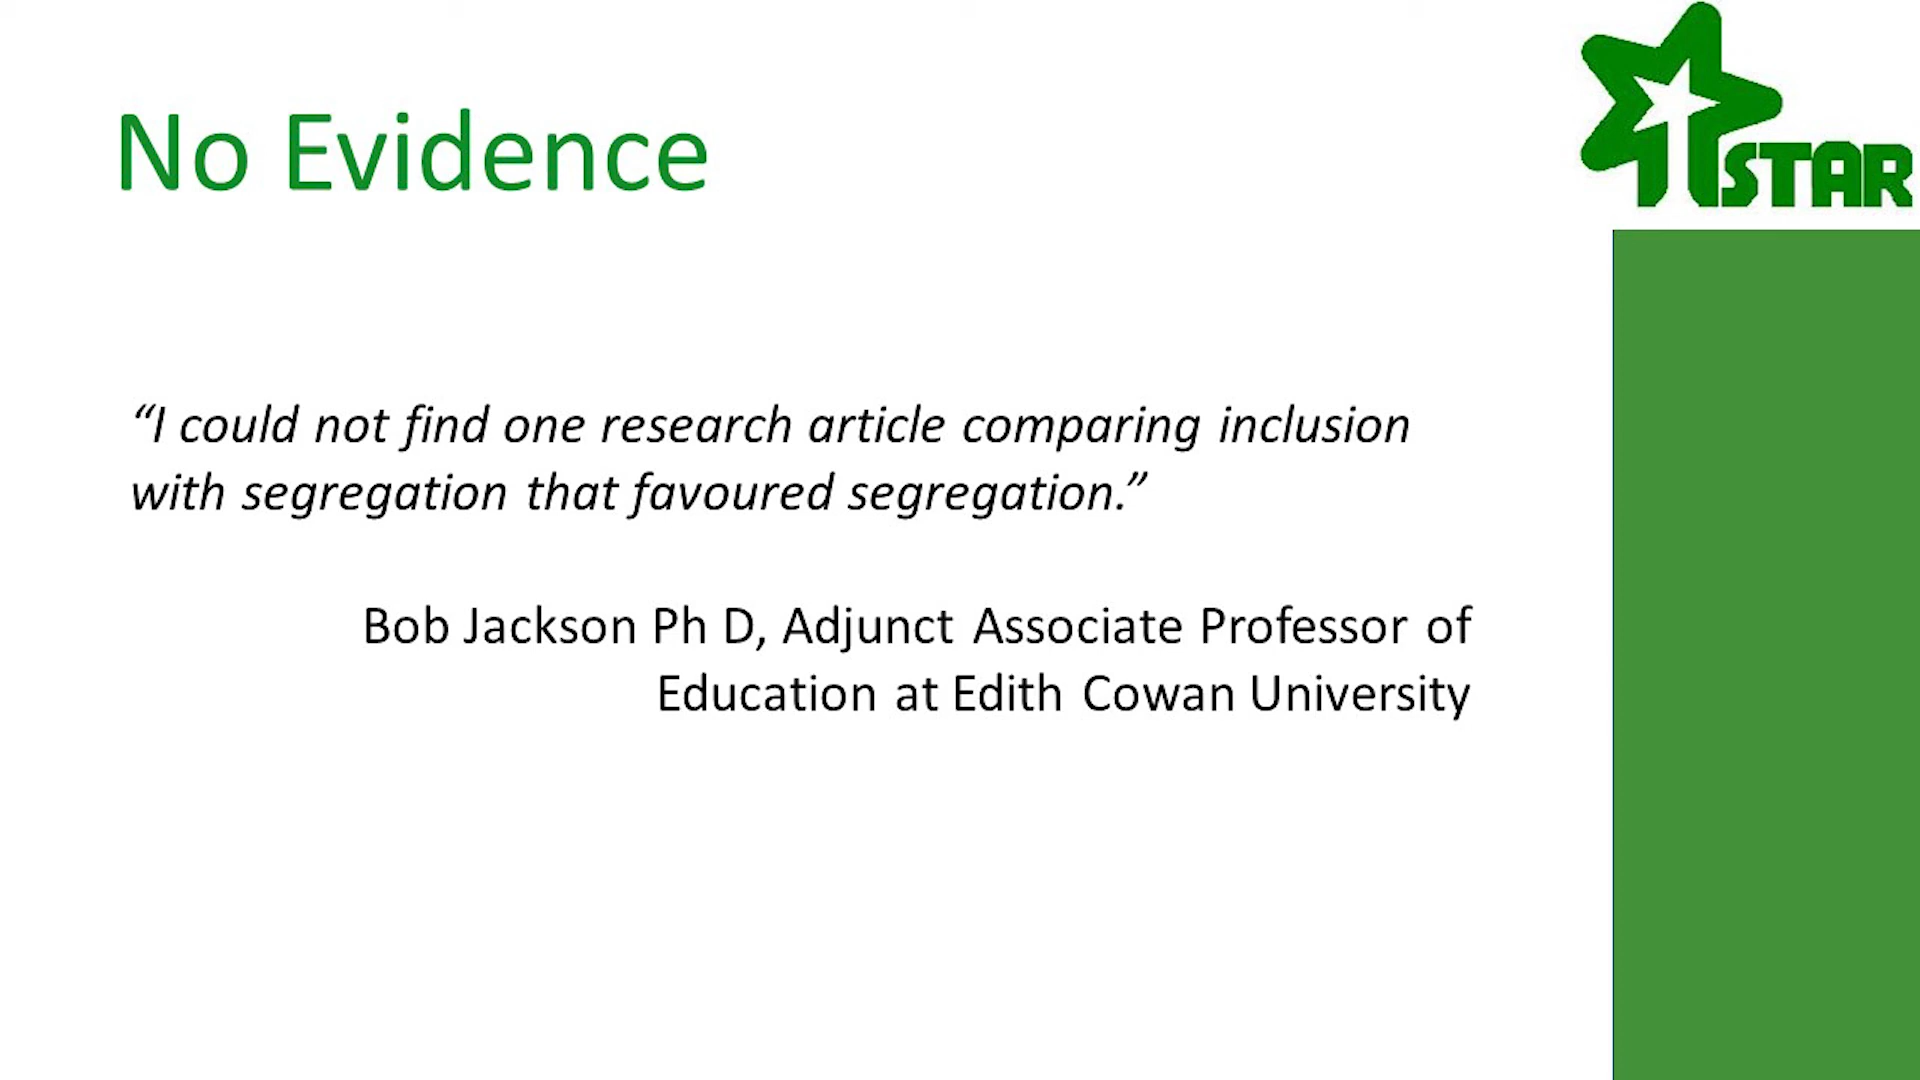 No Evidence
STAR
“I could not find one research article comparing inclusion
with segregation that favoured segregation.”
Bob Jackson Ph D, Adjunct Associate Professor of
Education at Edith Cowan University